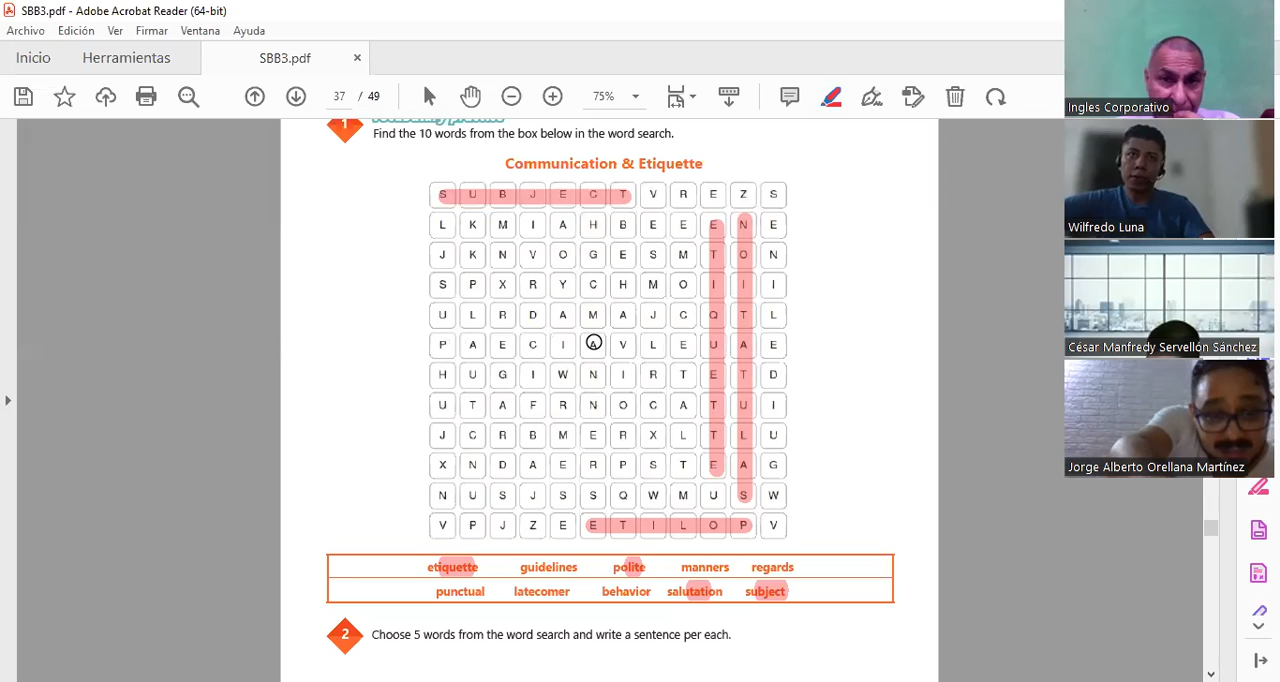 SBB3.pdf - Adobe Acrobat Reader (64-bit)
Archivo Edición Ver Firmar Ventana Ayuda
Inicio Herramientas SBB3.pdf ×
37 / 49 75%
1
Find the 10 words from the box below in the word search.
Communication & Etiquette
S U B J E C T V R E Z S
L K M I A H B E E E N E
J K N V O G E S M T O N
S P X R Y C H M O I I I
U L R D A M A J C Q T L
P A E C I A V L E U A E
H U G I W N I R T E T D
U T A F R N O C A T U I
J C R B M E R X L T L U
X N D A E R P S T E A G
N U S J S S Q W M U S W
V P J Z E E T I L O P V
etiquette guidelines polite manners regards
punctual latecomer behavior salutation subject
2 Choose 5 words from the word search and write a sentence per each.
Ingles Corporativo
Wilfredo Luna
César Manfredy Servellón Sánchez
Jorge Alberto Orellana Martínez